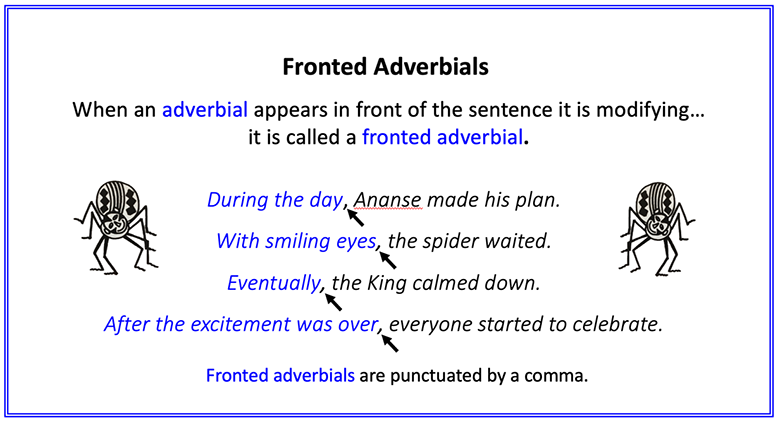 Fronted Adverbials
When an adverbial appears in front of the sentence it is modifying…
it is called a fronted adverbial.
During the day, Ananse made his plan.
With smiling eyes, the spider waited.
Eventually, the King calmed down.
After the excitement was over, everyone started to celebrate.
Fronted adverbials are punctuated by a comma.